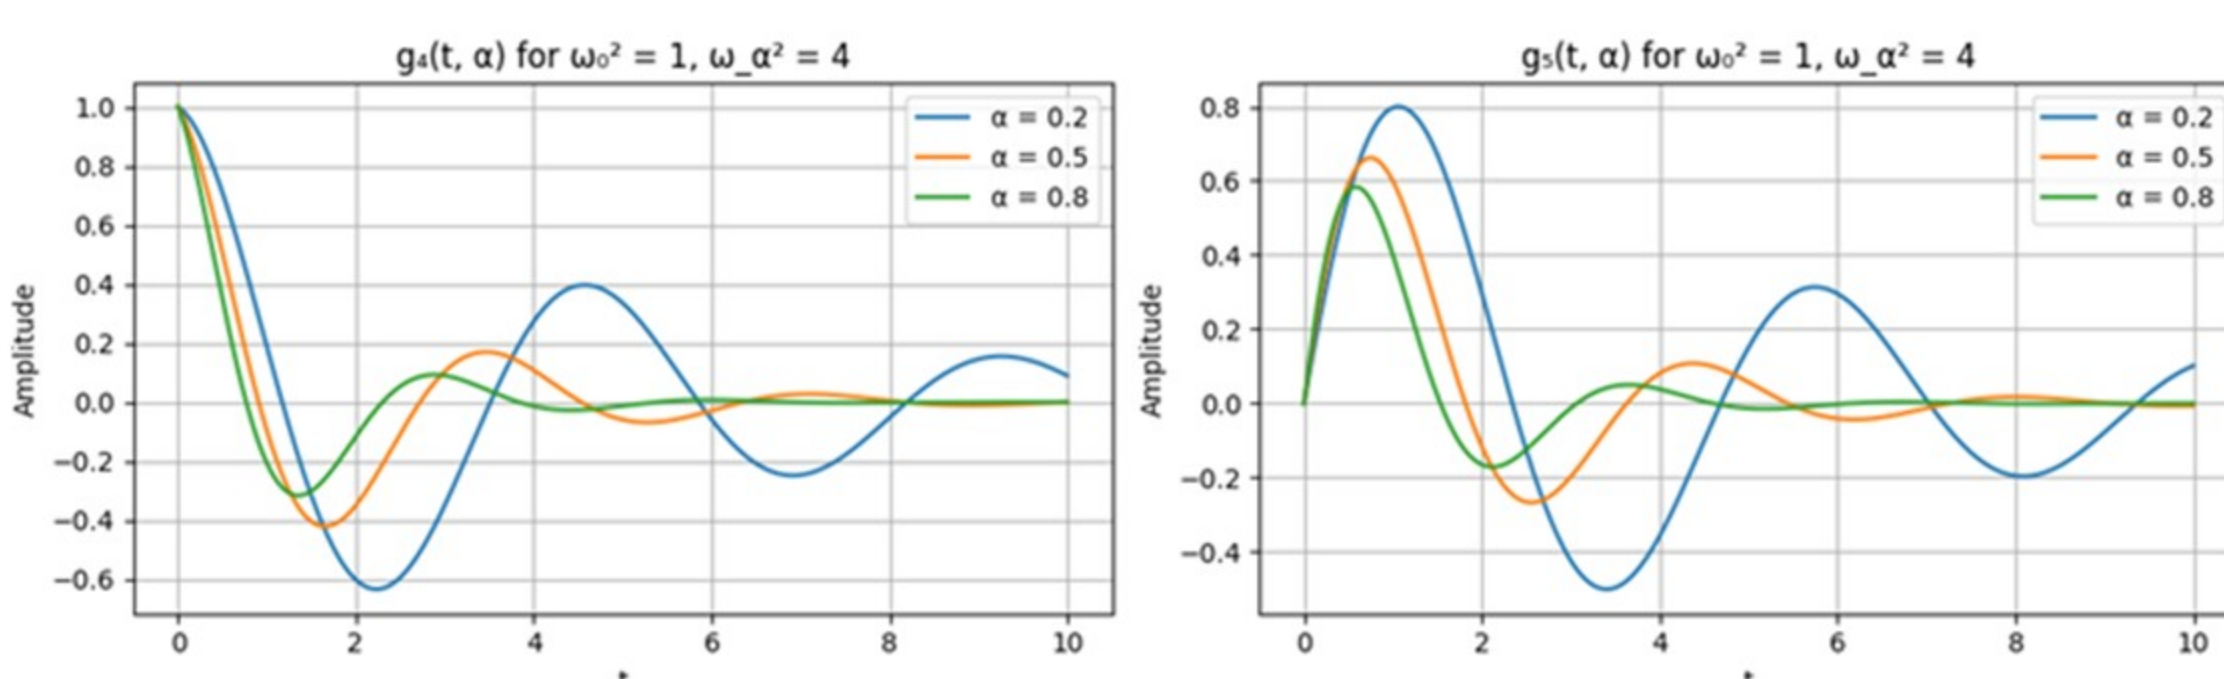 g₄(t, α) for ω₀² = 1, ω_α² = 4
1.0
0.8
0.6
0.4
0.2
0.0
−0.2
−0.4
−0.6
Amplitude
α = 0.2
α = 0.5
α = 0.8
0 2 4 6 8 10
g₅(t, α) for ω₀² = 1, ω_α² = 4
0.8
0.6
0.4
0.2
0.0
−0.2
−0.4
Amplitude
α = 0.2
α = 0.5
α = 0.8
0 2 4 6 8 10